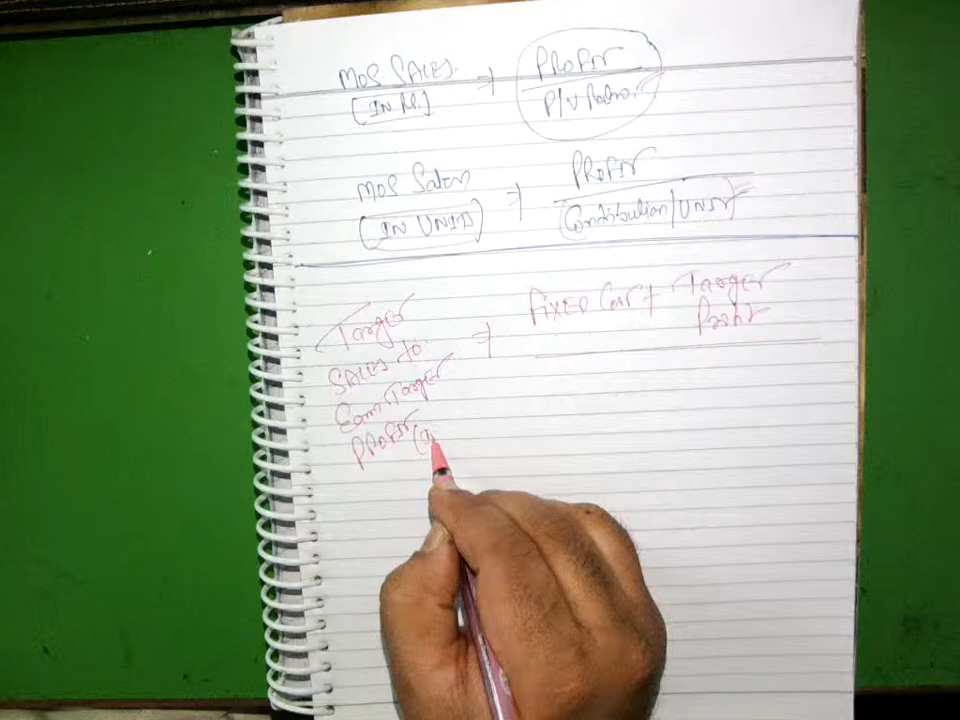 MOS SALES. ⇒ PROFIT
[IN RS.] P/V Ratio
MOS Sales ⇒ PROFIT
(IN UNITS) Contribution/UNIT
Target ⇒ FIXED Cost + Target
SALES to Profit
Earn Target
PROFIT (